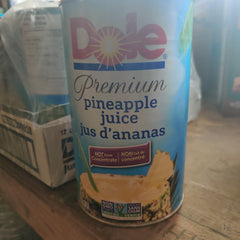 Dole
Premium
pineapple
juice
jus d'ananas
NOT from
Concentrate
NON fait de
concentré